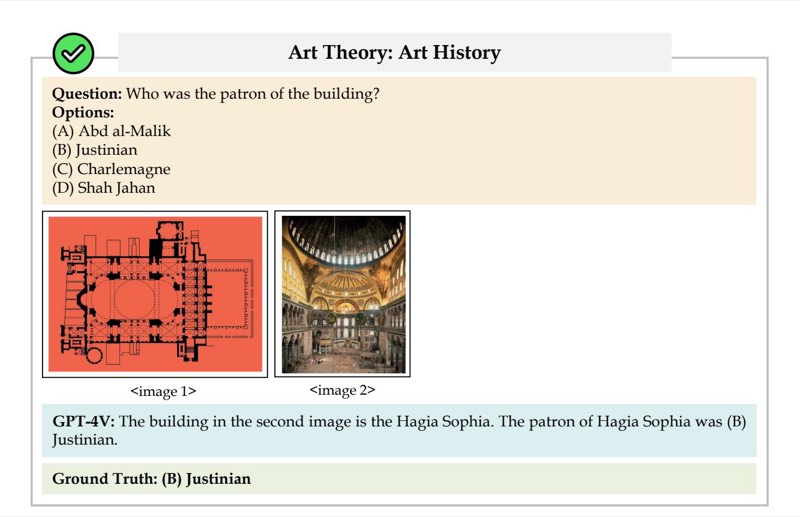 Art Theory: Art History
Question: Who was the patron of the building?
Options:
(A) Abd al-Malik
(B) Justinian
(C) Charlemagne
(D) Shah Jahan
<image 1>
<image 2>
GPT-4V: The building in the second image is the Hagia Sophia. The patron of Hagia Sophia was (B)
Justinian.
Ground Truth: (B) Justinian